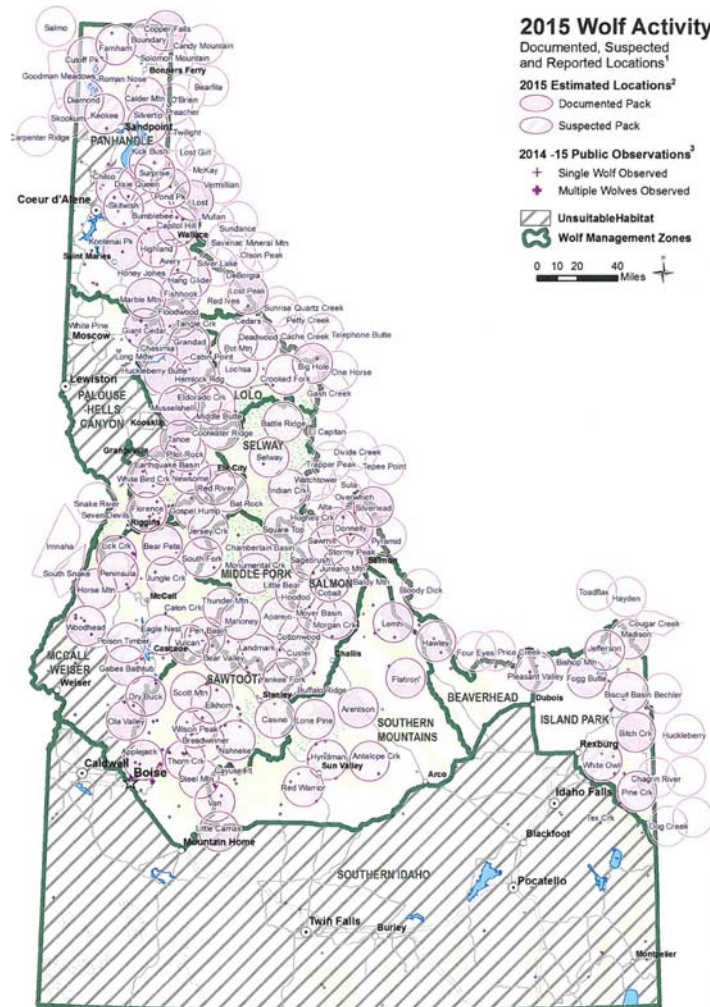 2015 Wolf Activity
Documented, Suspected
and Reported Locations¹
2015 Estimated Locations²
Documented Pack
Suspected Pack
2014 -15 Public Observations³
Single Wolf Observed
Multiple Wolves Observed
UnsuitableHabitat
Wolf Management Zones
0 10 20 40
Miles
Salmo
Copper Falls
Boundary
Farnham
Candy Mountain
Solomon Mountain
Cutoff Pk
Bonners Ferry
Goodman Meadows
Roman Nose
Bearfite
Diamond
Calder Mtn
O'Brien
Skookum
Keokee
Silvertip
Preacher
Sandpoint
Twilight
Carpenter Ridge
PANHANDLE
Kick Bush
Lost Girl
Surprise
McKay
Chilco
Dixie Queen
Vermillian
Pond Pk
Coeur d'Alene
Skitwish
Lost
Bumblebee
Mullan
Capitol Hill
Sundance
Wallace
Kootenai Pk
Savenac
Mineral Mtn
Highland
Olson Peak
Saint Maries
Avery
Silver Lake
Honey Jones
DeBorgia
Hang Glider
Fishhook
Red Ives
Lost Peak
Marble Mtn
Floodwood
Sunrise
Quartz Creek
White Pine
Giant Cedar
Tangle Crk
Cedars
Petty Creek
Moscow
Grandad
Deadwood
Cache Creek
Telephone Butte
Chesimia
Bot Mtn
Long Mdw
Cabin Point
Big Hole
Huckleberry Butte
Lochsa
Crooked Fork
One Horse
Lewiston
Hemlock Rdg
Gash Creek
PALOUSE
HELLS
CANYON
Eldorado Crk
LOLO
Musselshell
Middle Butte
Battle Ridge
Kooskia
Coolwater Ridge
El Capitan
Tahoe
SELWAY
Grangeville
Pilot Rock
Divide Creek
Selway
Trapper Peak
Tepee Point
Earthquake Basin
Elk City
Watchtower
Sula
White Bird Crk
Newsome
Red River
Indian Crk
Overwhich
Snake River
Florence
Bat Rock
Alta
Silverlead
Seven Devils
Gospel Hump
Hughes Crk
Riggins
Square Top
Donnelly
Jersey Crk
Sawmill
Pyramid
Imnaha
Lick Crk
Bear Pete
Chamberlain Basin
Stormy Peak
South Fork
Sagebrush
Salmon
South Snake
Peninsula
Monumental Crk
Jureano Mtn
Jungle Crk
MIDDLE FORK
SALMON
Baldy Mtn
Horse Mtn
Little Bear
Cobalt
Bloody Dick
McCall
Thunder Mtn
Hoodoo
Toadflax
Hayden
Caton Crk
Moyer Basin
Woodhead
Marioney
Aparejo
Morgan Crk
Lemhi
Cougar Creek
Eagle Nest
Pen Basin
Madison
Poison Timber
Vulcan
Landmark
Cottonwood
Hawley
Jefferson
MCCALL
WEISER
Cascade
Custer
Challis
Four Eyes
Price Creek
Bishop Mtn
Gabes Bathtub
Bear Valley
Yankee Fork
Pleasant Valley
Fogg Butte
Weiser
SAWTOOTH
Flatiron
Dry Buck
Scott Mtn
Stanley
Buffalo Ridge
BEAVERHEAD
Dubois
Biscuit Basin
Bechler
Elkhorn
Ola Valley
Casino
Lone Pine
Arentson
ISLAND PARK
Wilson Peak
SOUTHERN
MOUNTAINS
Bitch Crk
Huckleberry
Breadwinner
Applejack
Nahneke
Hyndman
Antelope Crk
Rexburg
Caldwell
Thorn Crk
Sun Valley
White Owl
Boise
Steel Mtn
Cayuse Pt
Arco
Chagrin River
Red Warrior
Pine Crk
Van
Idaho Falls
Little Camas
Tex Crk
Dog Creek
Mountain Home
Blackfoot
SOUTHERN IDAHO
Pocatello
Twin Falls
Burley
Montpelier